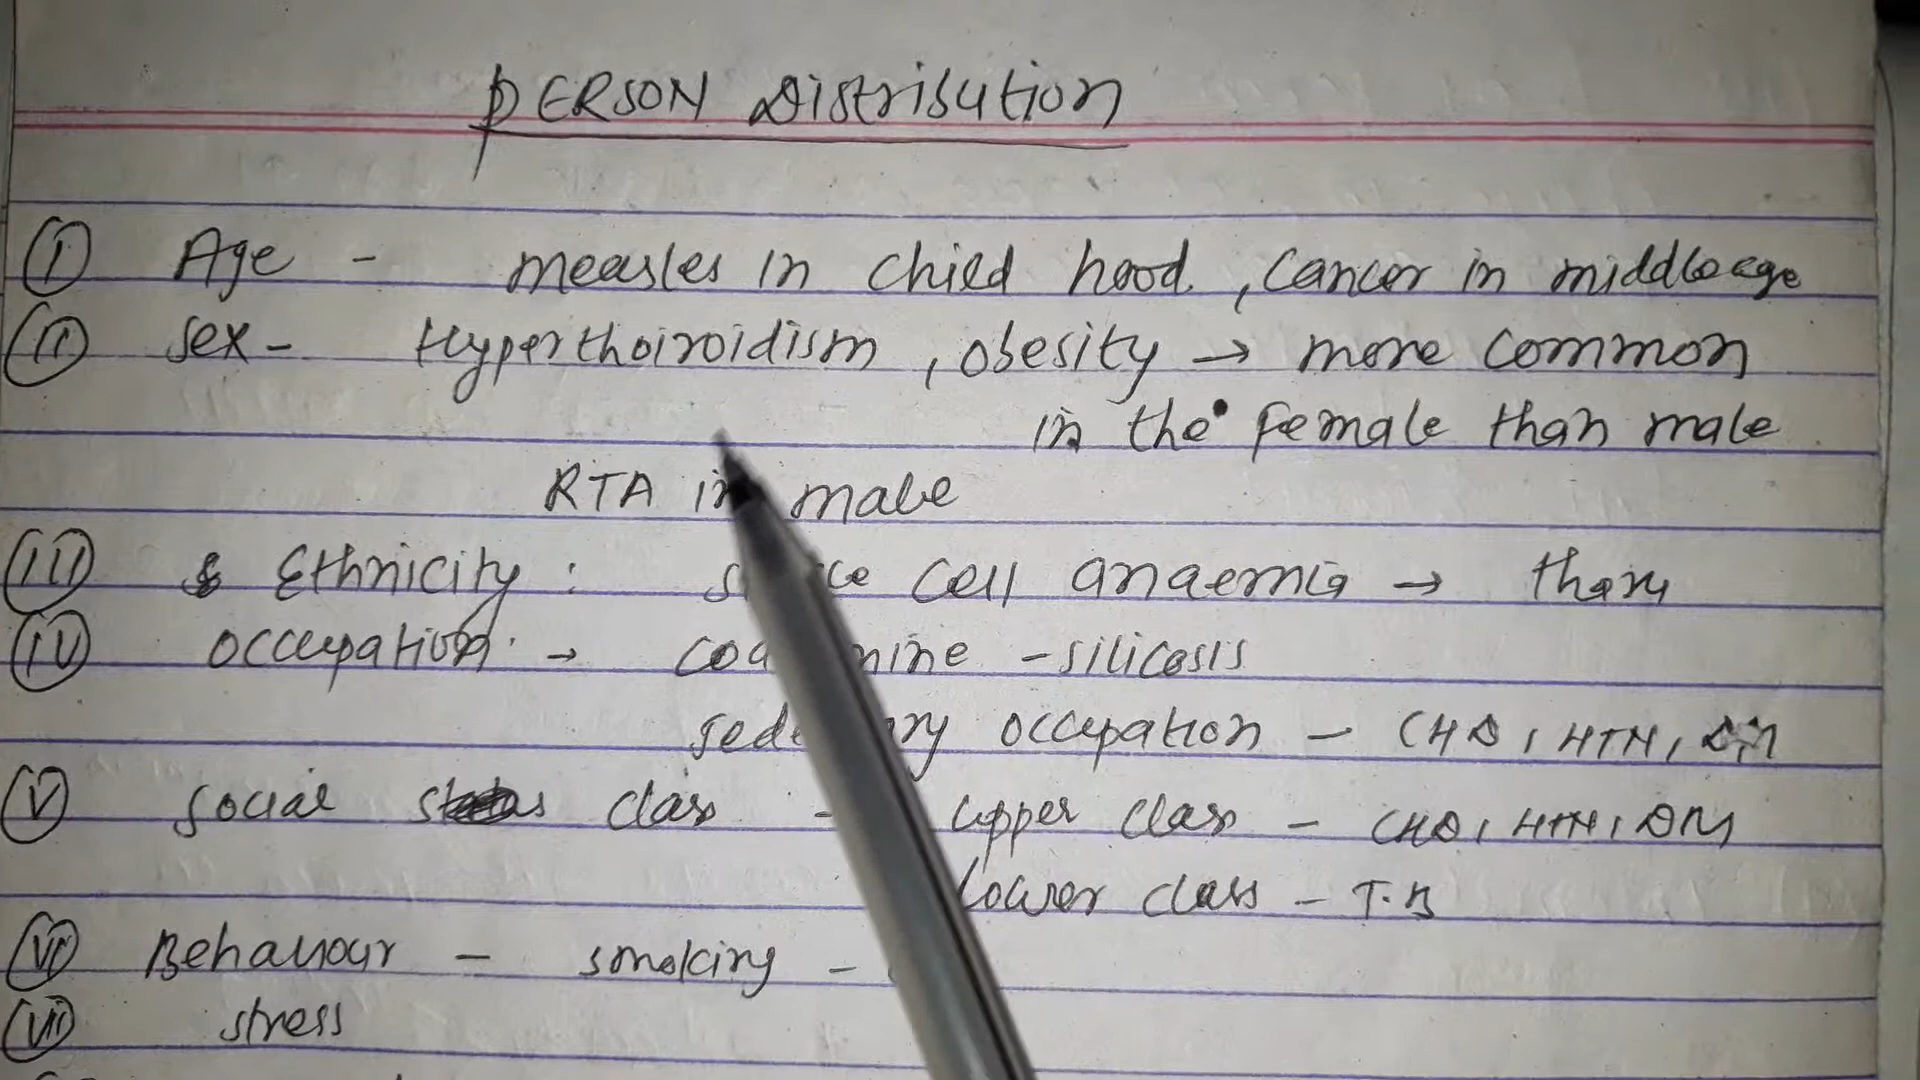 PERSON Distribution
I Age - measles in child hood, cancer in middle age
II sex - Hyperthoiroidism, obesity → more common
in the female than male
RTA in male
III Ethnicity : cell anaemia → tharu
IV occupation → mine - silicosis
occupation - CHD, HTN, DM
V social class - upper class - CHD, HTN, DM
Lower class - T.B
VI Behaviour - smoking -
VII stress